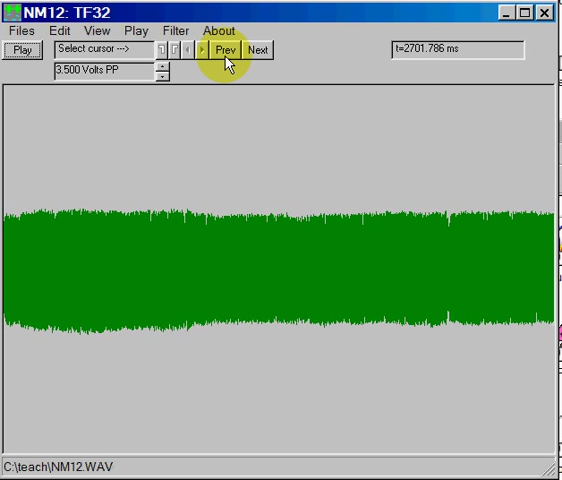 NM12: TF32
Files Edit View Play Filter About
Play Select cursor ---> Prev Next t=2701.786 ms
3.500 Volts PP
C:\teach\NM12.WAV